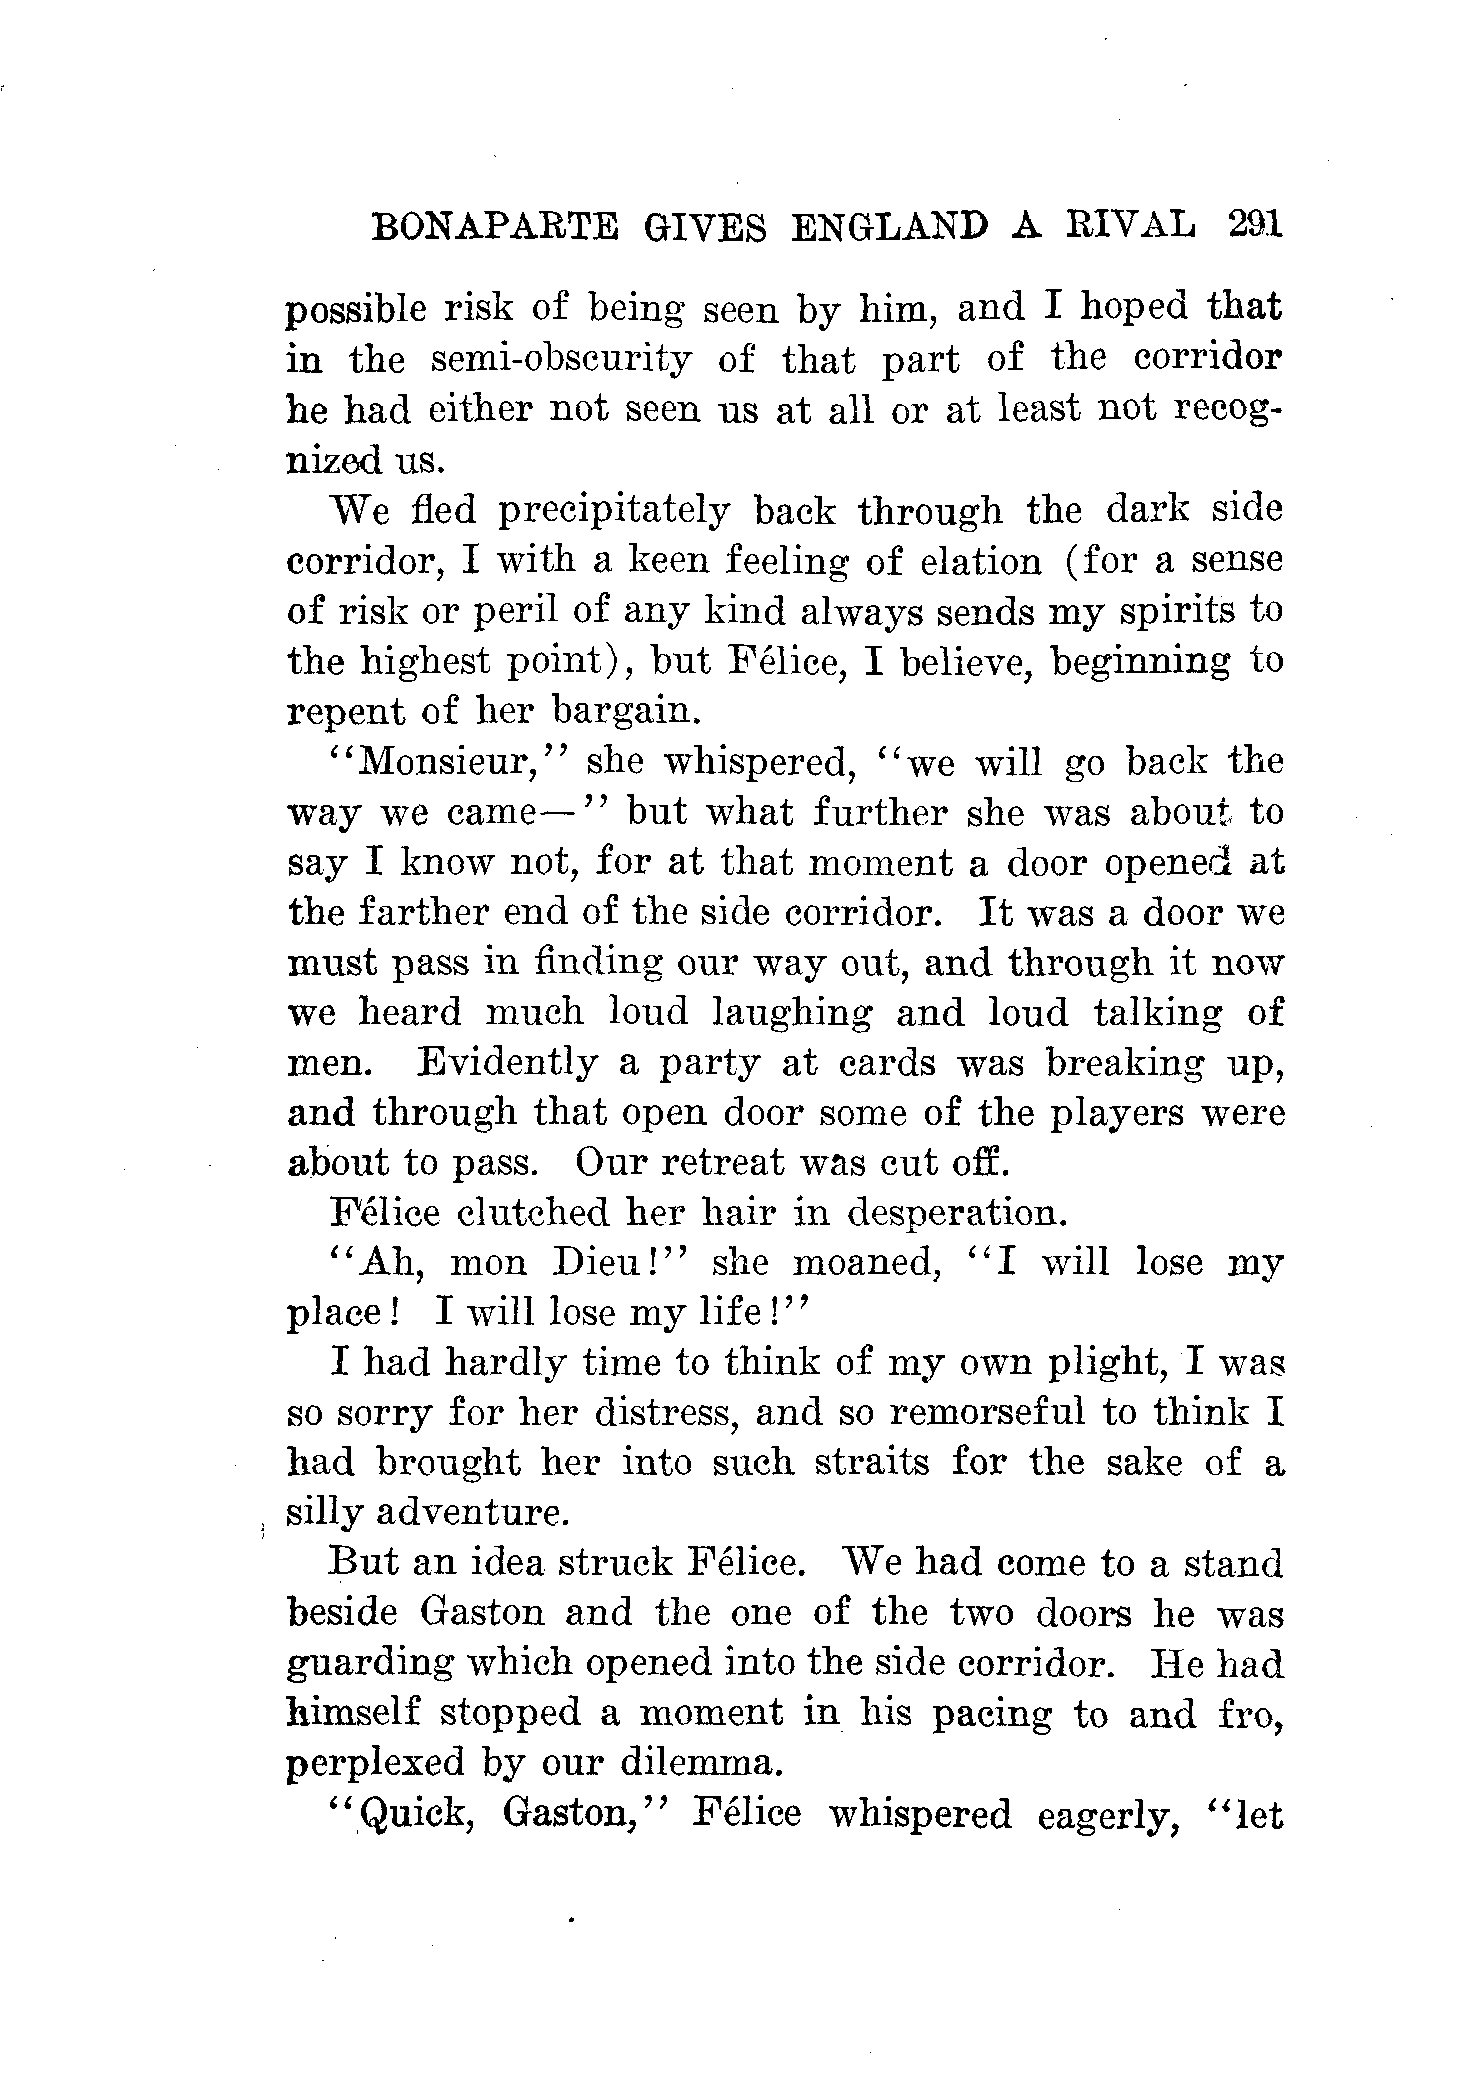 BONAPARTE GIVES ENGLAND A RIVAL 291
possible risk of being seen by him, and I hoped that
in the semi-obscurity of that part of the corridor
he had either not seen us at all or at least not recog-
nized us.
We fled precipitately back through the dark side
corridor, I with a keen feeling of elation (for a sense
of risk or peril of any kind always sends my spirits to
the highest point), but Félice, I believe, beginning to
repent of her bargain.
“Monsieur,” she whispered, “we will go back the
way we came—” but what further she was about to
say I know not, for at that moment a door opened at
the farther end of the side corridor. It was a door we
must pass in finding our way out, and through it now
we heard much loud laughing and loud talking of
men. Evidently a party at cards was breaking up,
and through that open door some of the players were
about to pass. Our retreat was cut off.
Félice clutched her hair in desperation.
“Ah, mon Dieu!” she moaned, “I will lose my
place! I will lose my life!”
I had hardly time to think of my own plight, I was
so sorry for her distress, and so remorseful to think I
had brought her into such straits for the sake of a
silly adventure.
But an idea struck Félice. We had come to a stand
beside Gaston and the one of the two doors he was
guarding which opened into the side corridor. He had
himself stopped a moment in his pacing to and fro,
perplexed by our dilemma.
“Quick, Gaston,” Félice whispered eagerly, “let